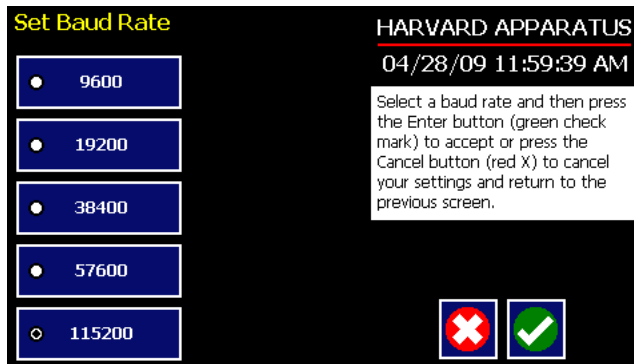 Set Baud Rate
9600
19200
38400
57600
115200
HARVARD APPARATUS
04/28/09 11:59:39 AM
Select a baud rate and then press
the Enter button (green check
mark) to accept or press the
Cancel button (red X) to cancel
your settings and return to the
previous screen.